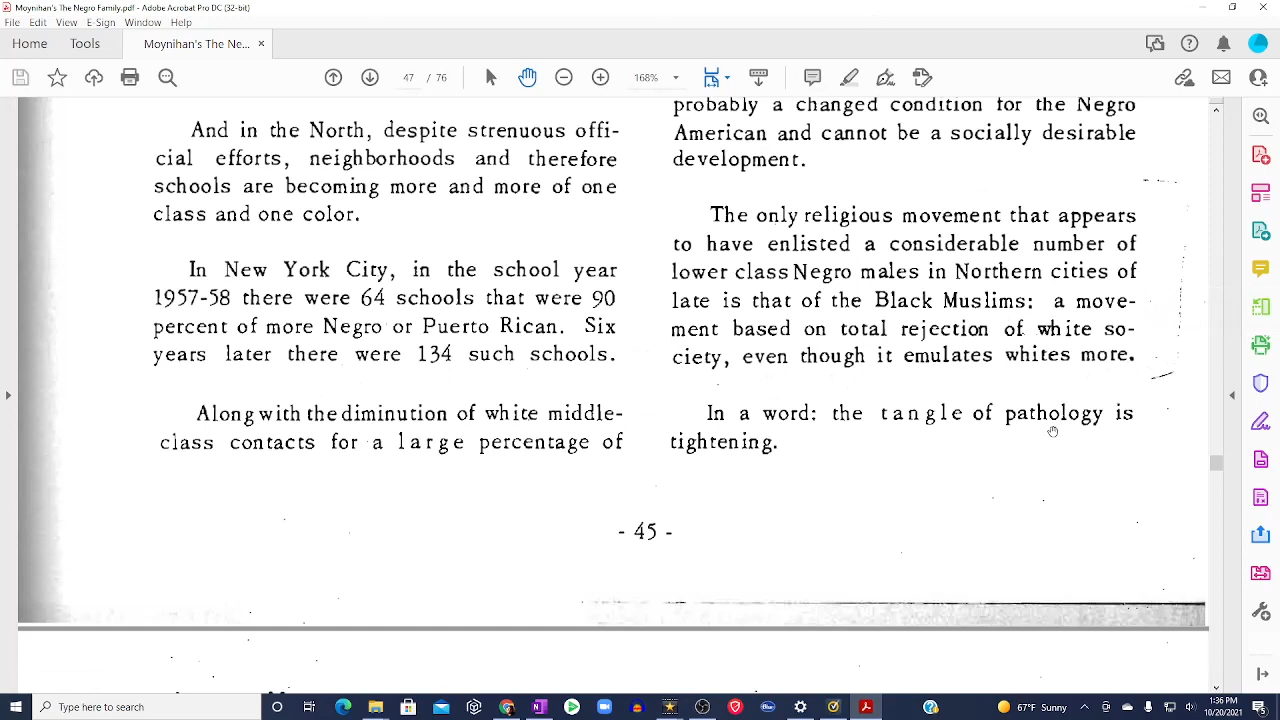 Moynihan's The Negro Family.pdf - Adobe Acrobat Pro DC (32-bit)
File Edit View E-Sign Window Help
Home Tools Moynihan's The Ne... ×
47 / 76 168%
And in the North, despite strenuous offi-
cial efforts, neighborhoods and therefore
schools are becoming more and more of one
class and one color.
In New York City, in the school year
1957-58 there were 64 schools that were 90
percent of more Negro or Puerto Rican. Six
years later there were 134 such schools.
Along with the diminution of white middle-
class contacts for a large percentage of
probably a changed condition for the Negro
American and cannot be a socially desirable
development.
The only religious movement that appears
to have enlisted a considerable number of
lower class Negro males in Northern cities of
late is that of the Black Muslims: a move-
ment based on total rejection of white so-
ciety, even though it emulates whites more.
In a word: the tangle of pathology is
tightening.
- 45 -
Type here to search
67°F Sunny
1:36 PM
10/20/2021